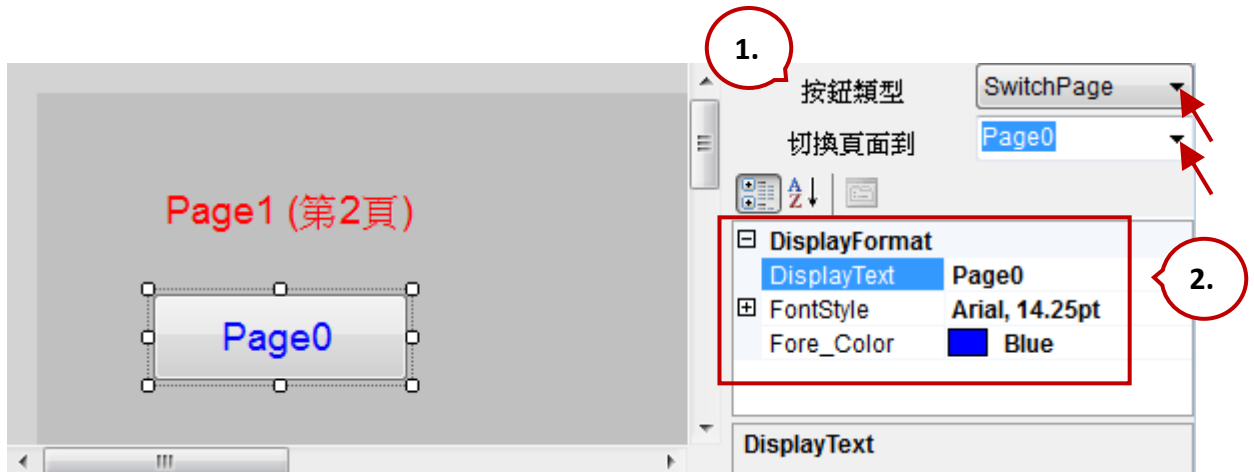 1.
按鈕類型 SwitchPage
切換頁面到 Page0
A
Z
Page1 (第2頁)
DisplayFormat
DisplayText Page0
2.
FontStyle Arial, 14.25pt
Page0
Fore_Color Blue
DisplayText